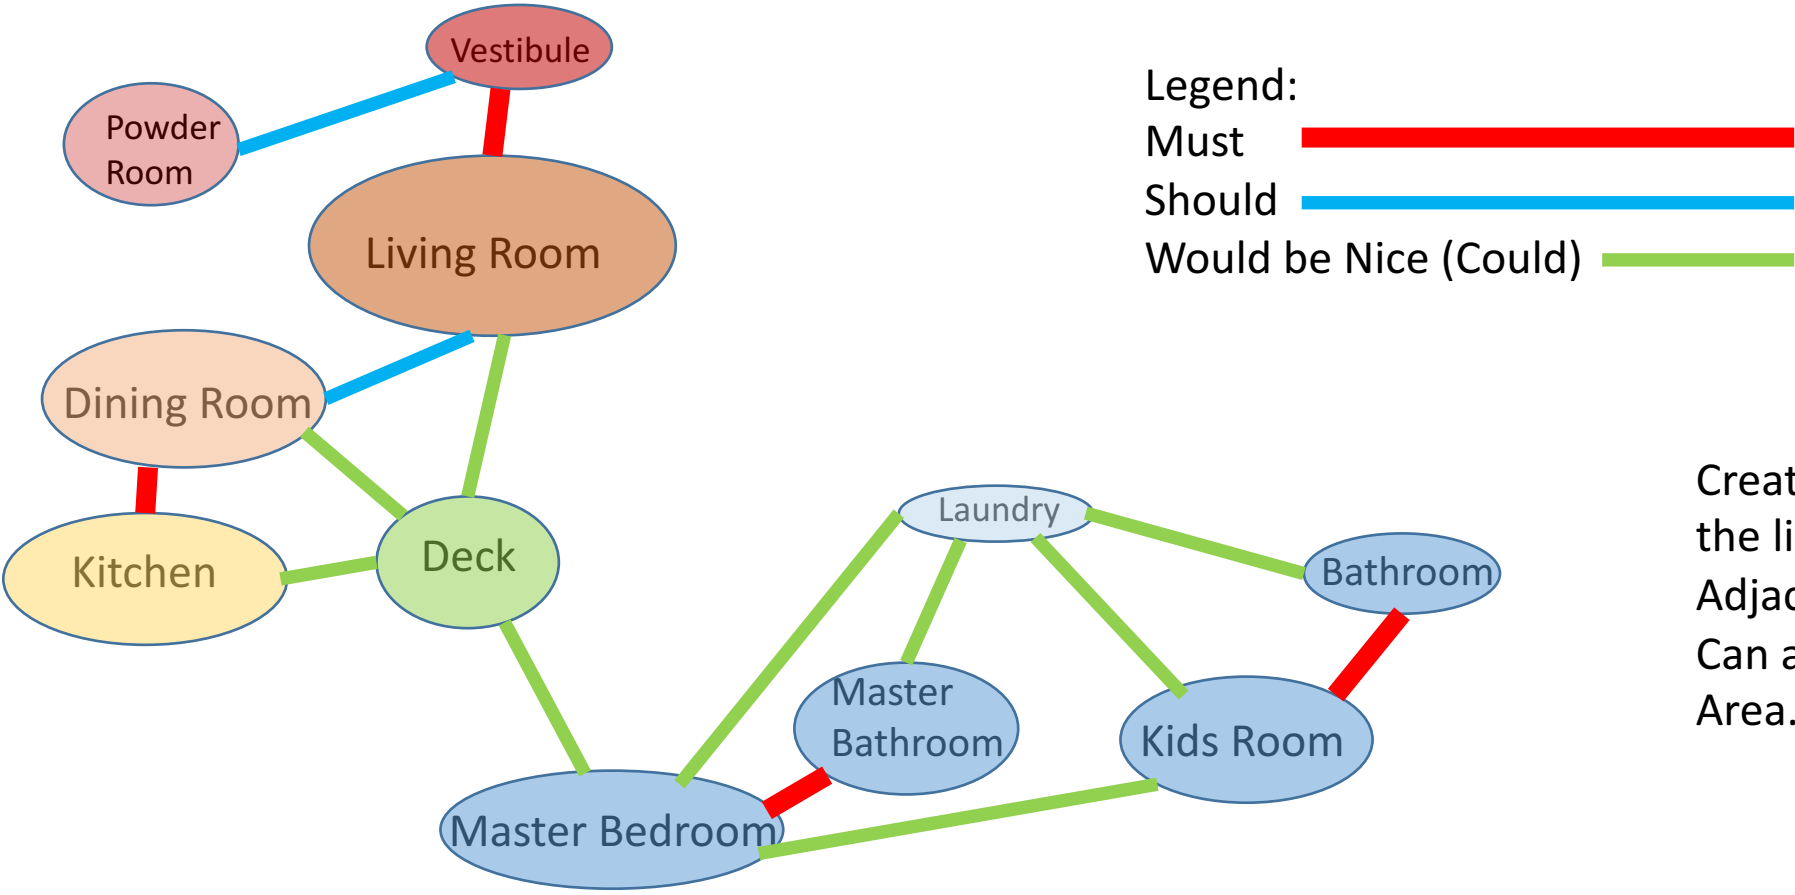 Vestibule
Powder
Room
Living Room
Dining Room
Kitchen
Deck
Laundry
Bathroom
Master
Bathroom
Kids Room
Master Bedroom
Legend:
Must
Should
Would be Nice (Could)
Creat
the li
Adjac
Can a
Area.